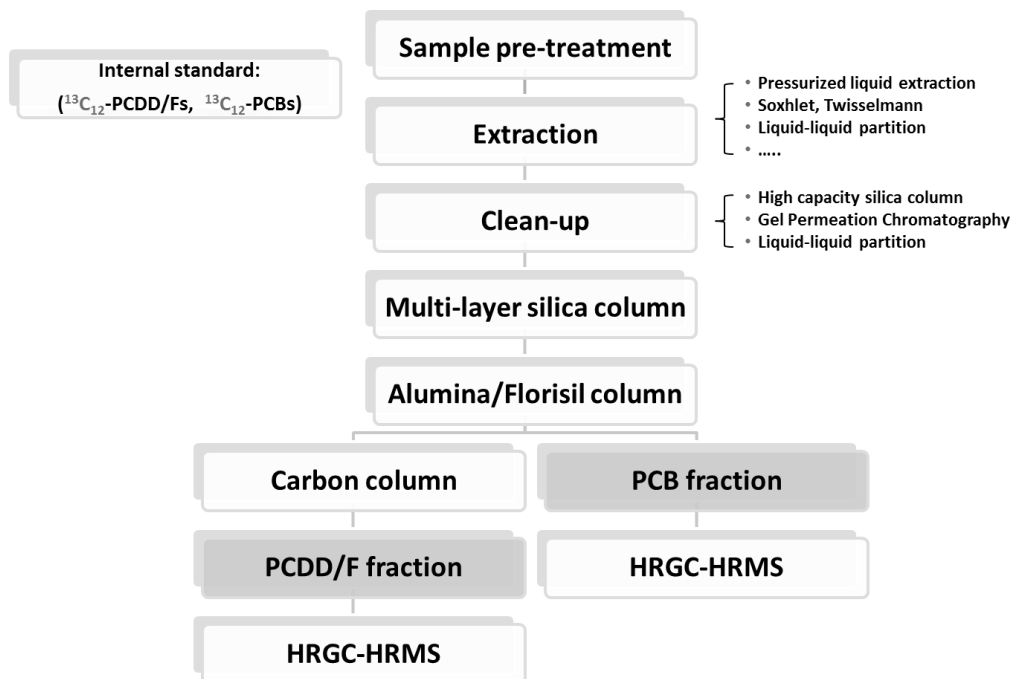 Sample pre-treatment
Internal standard:
(¹³C₁₂-PCDD/Fs, ¹³C₁₂-PCBs)
Extraction
• Pressurized liquid extraction
• Soxhlet, Twisselmann
• Liquid-liquid partition
• .....
Clean-up
• High capacity silica column
• Gel Permeation Chromatography
• Liquid-liquid partition
Multi-layer silica column
Alumina/Florisil column
Carbon column
PCB fraction
PCDD/F fraction
HRGC-HRMS
HRGC-HRMS